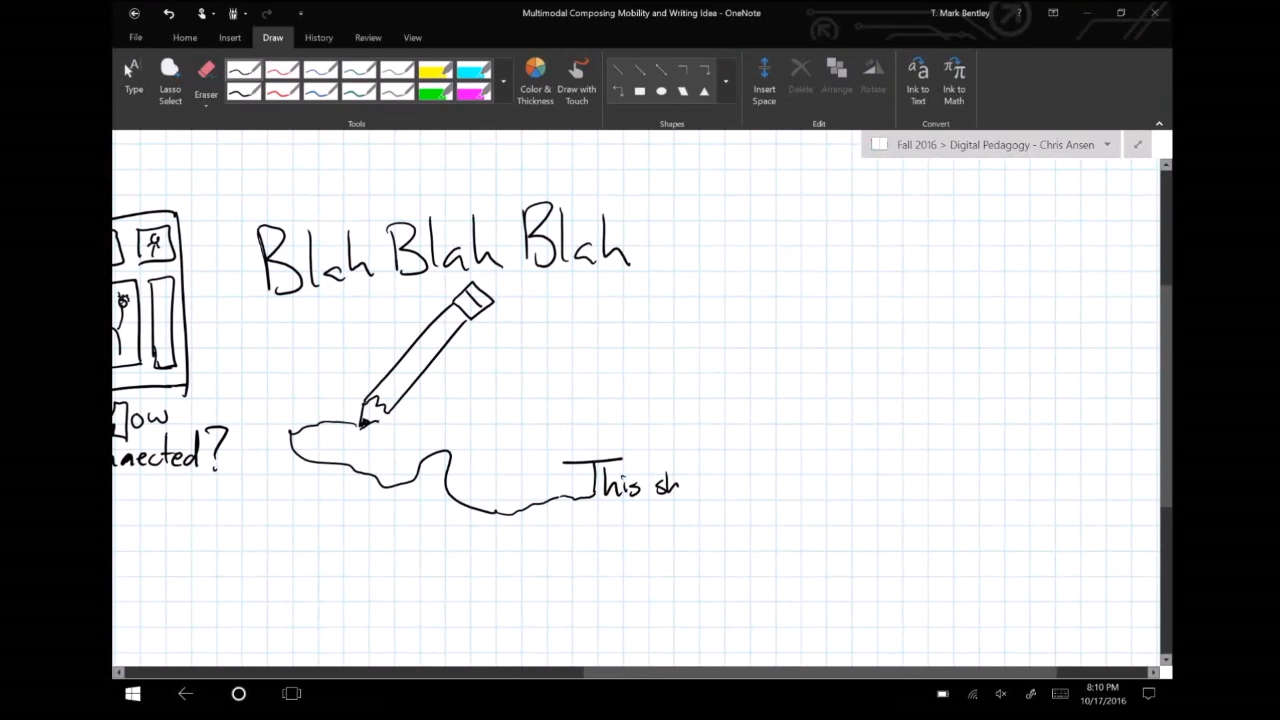 Multimodal Composing Mobility and Writing Idea - OneNote
T. Mark Bentley
?
File
Home
Insert
Draw
History
Review
View
Type
Lasso Select
Eraser
Color & Thickness
Draw with Touch
Insert Space
Delete
Arrange
Rotate
Ink to Text
Ink to Math
Tools
Shapes
Edit
Convert
Fall 2016 > Digital Pedagogy - Chris Ansen
Blah Blah Blah
How
nnected?
This sh
8:10 PM
10/17/2016